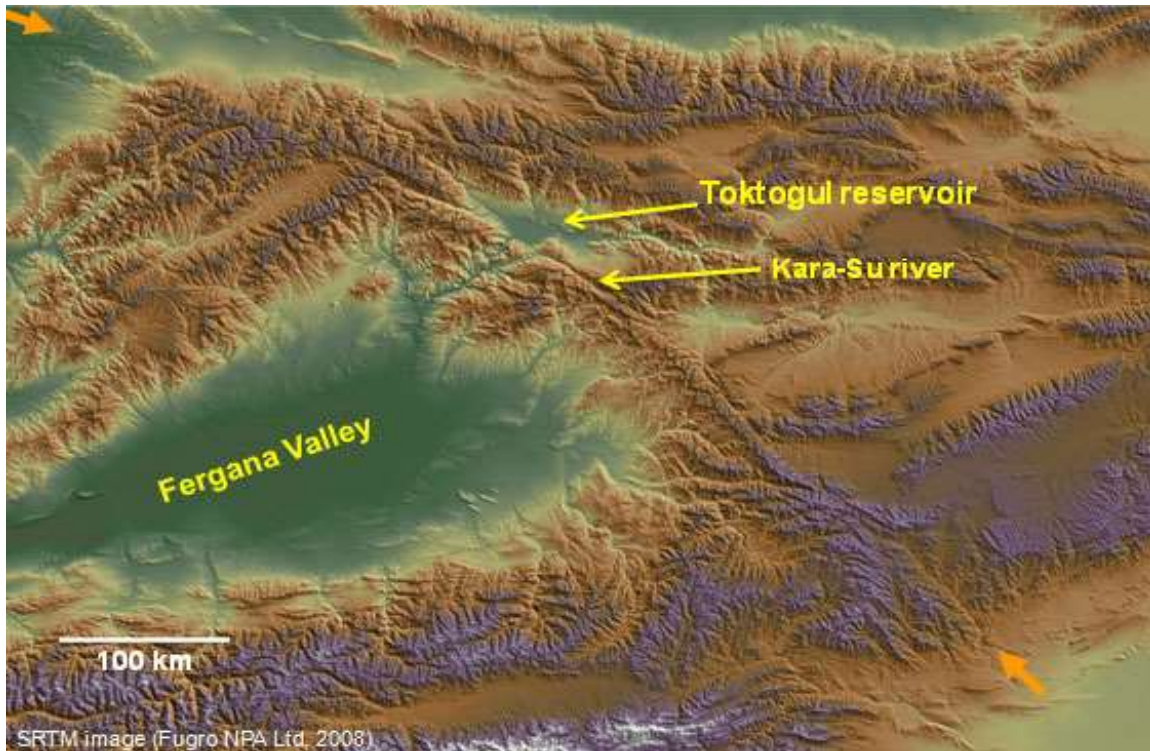 Toktogul reservoir
Kara-Su river
Fergana Valley
100 km
SRTM image (Fugro NPA Ltd, 2008)